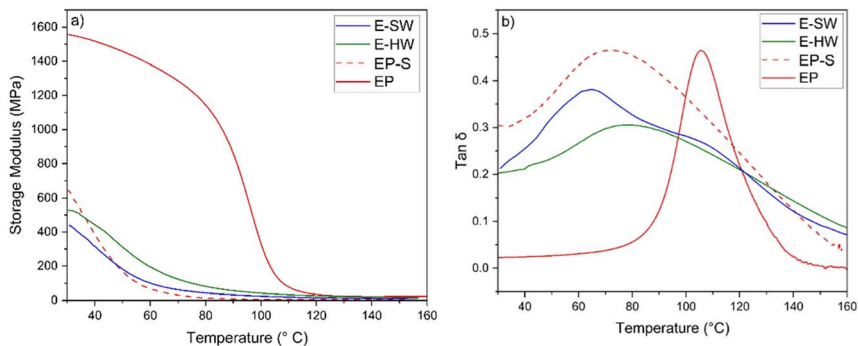 a)
E-SW
E-HW
EP-S
EP
1600
1400
1200
1000
800
600
400
200
0
Storage Modulus (MPa)
40 60 80 100 120 140 160
Temperature (° C)
b)
E-SW
E-HW
EP-S
EP
0.5
0.4
0.3
0.2
0.1
0.0
Tan δ
40 60 80 100 120 140 160
Temperature (°C)